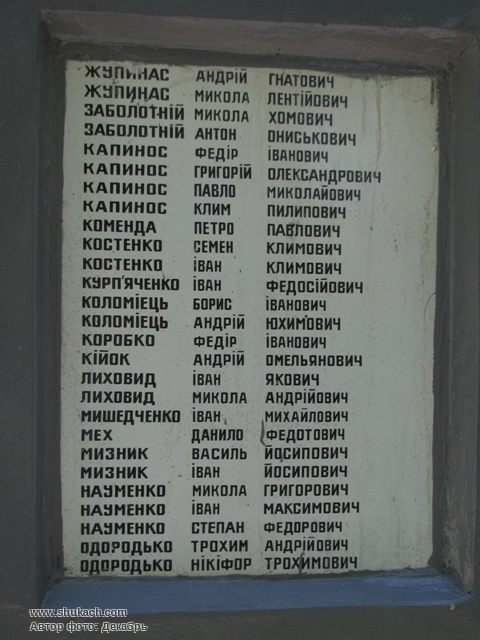 ЖУПИНАС АНДРІЙ ГНАТОВИЧ
ЖУПИНАС МИКОЛА ЛЕНТІЙОВИЧ
ЗАБОЛОТНІЙ МИКОЛА ХОМОВИЧ
ЗАБОЛОТНІЙ АНТОН ОНИСЬКОВИЧ
КАПИНОС ФЕДІР ІВАНОВИЧ
КАПИНОС ГРИГОРІЙ ОЛЕКСАНДРОВИЧ
КАПИНОС ПАВЛО МИКОЛАЙОВИЧ
КАПИНОС КЛИМ ПИЛИПОВИЧ
КОМЕНДА ПЕТРО ПАВЛОВИЧ
КОСТЕНКО СЕМЕН КЛИМОВИЧ
КОСТЕНКО ІВАН КЛИМОВИЧ
КУРП'ЯЧЕНКО ІВАН ФЕДОСІЙОВИЧ
КОЛОМІЕЦЬ БОРИС ІВАНОВИЧ
КОЛОМІЕЦЬ АНДРІЙ ЮХИМОВИЧ
КОРОБКО ФЕДІР ІВАНОВИЧ
КІЙОК АНДРІЙ ОМЕЛЬЯНОВИЧ
ЛИХОВИД ІВАН ЯКОВИЧ
ЛИХОВИД МИКОЛА АНДРІЙОВИЧ
МИШЕДЧЕНКО ІВАН МИХАЙЛОВИЧ
МЕХ ДАНИЛО ФЕДОТОВИЧ
МИЗНИК ВАСИЛЬ ЙОСИПОВИЧ
МИЗНИК ІВАН ЙОСИПОВИЧ
НАУМЕНКО МИКОЛА ГРИГОРОВИЧ
НАУМЕНКО ІВАН МАКСИМОВИЧ
НАУМЕНКО СТЕПАН ФЕДОРОВИЧ
ОДОРОДЬКО ТРОХИМ АНДРІЙОВИЧ
ОДОРОДЬКО НІКІФОР ТРОХИМОВИЧ
www.shukach.com
Автор фото: Декабрь